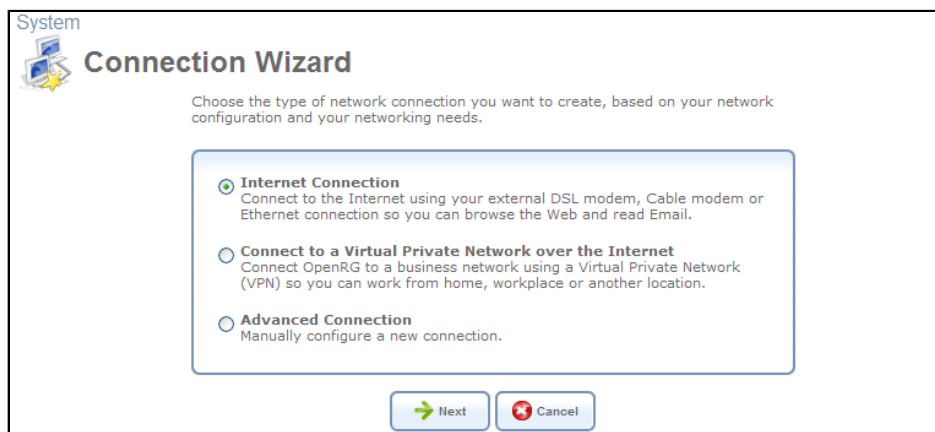 System
Connection Wizard
Choose the type of network connection you want to create, based on your network
configuration and your networking needs.
Internet Connection
Connect to the Internet using your external DSL modem, Cable modem or
Ethernet connection so you can browse the Web and read Email.
Connect to a Virtual Private Network over the Internet
Connect OpenRG to a business network using a Virtual Private Network
(VPN) so you can work from home, workplace or another location.
Advanced Connection
Manually configure a new connection.
Next
Cancel